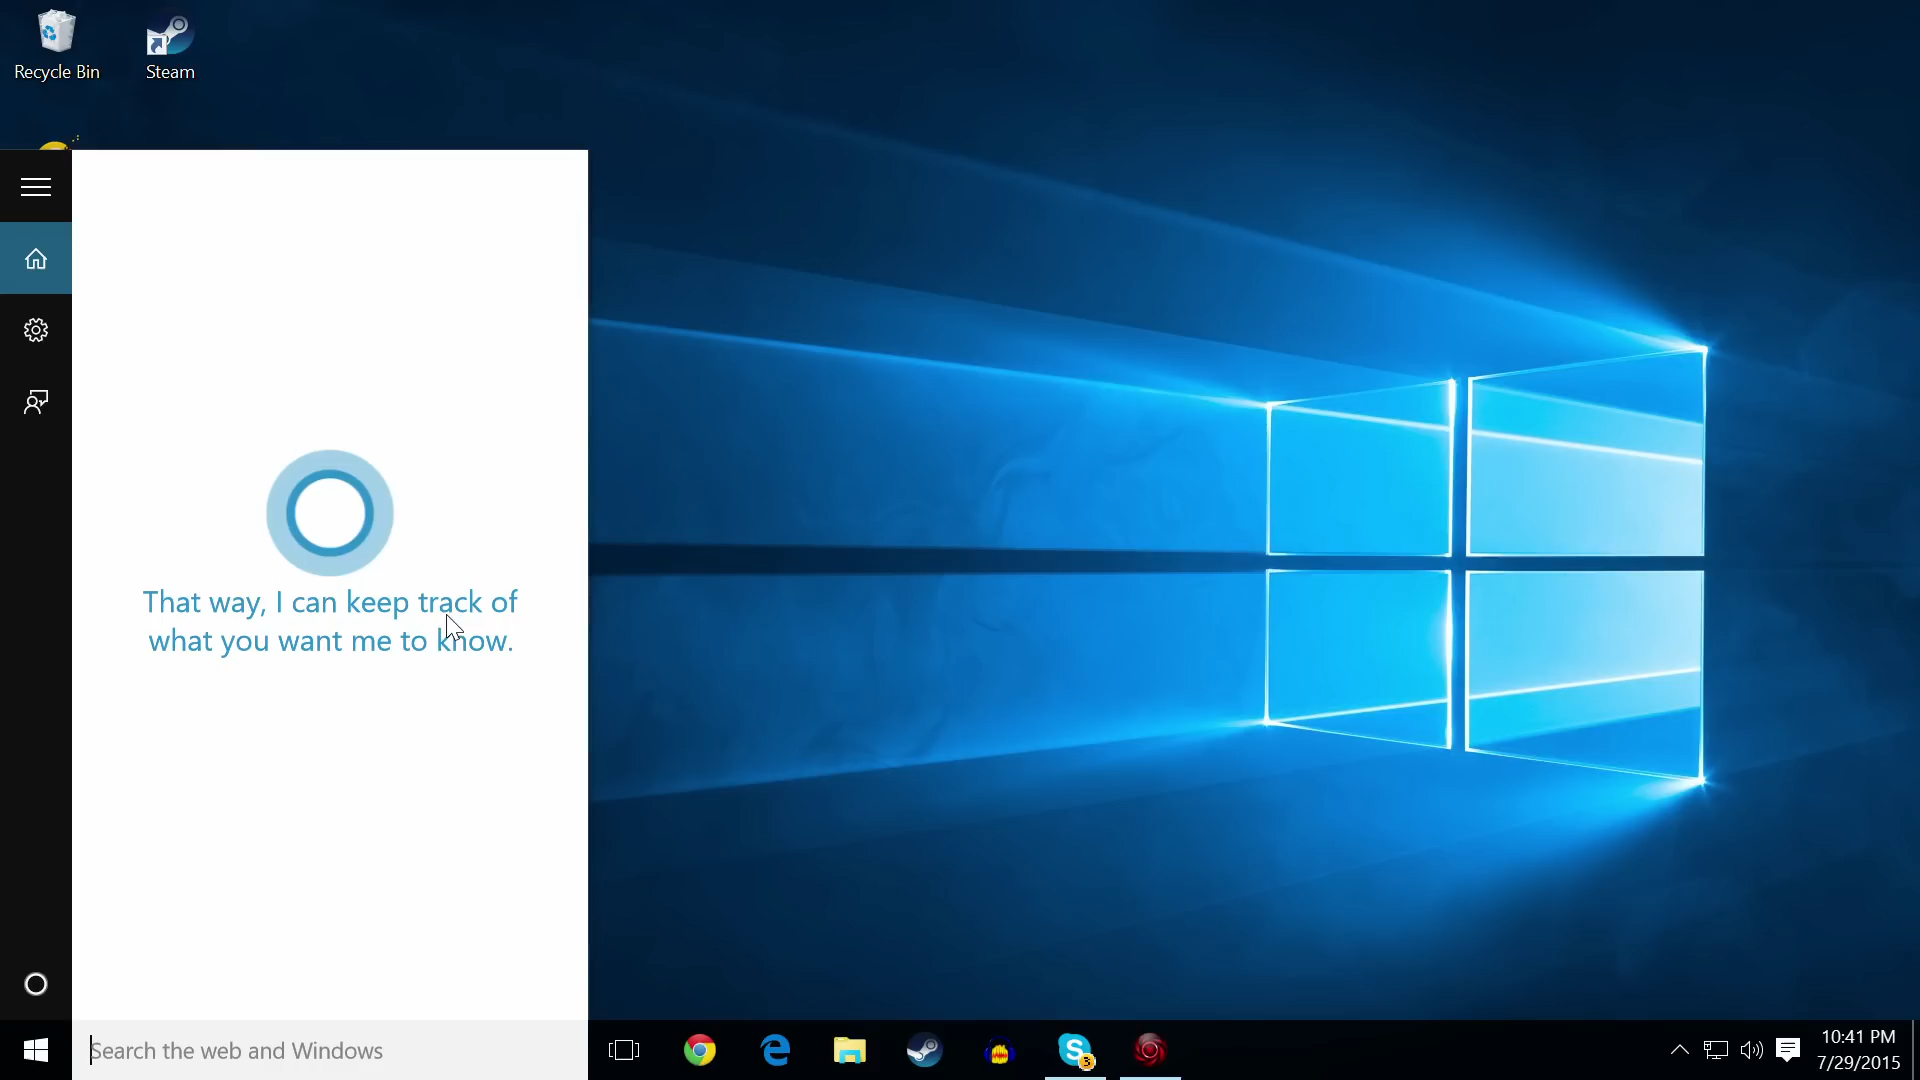 Recycle Bin
Steam
That way, I can keep track of
what you want me to know.
Search the web and Windows
S
3
10:41 PM
7/29/2015